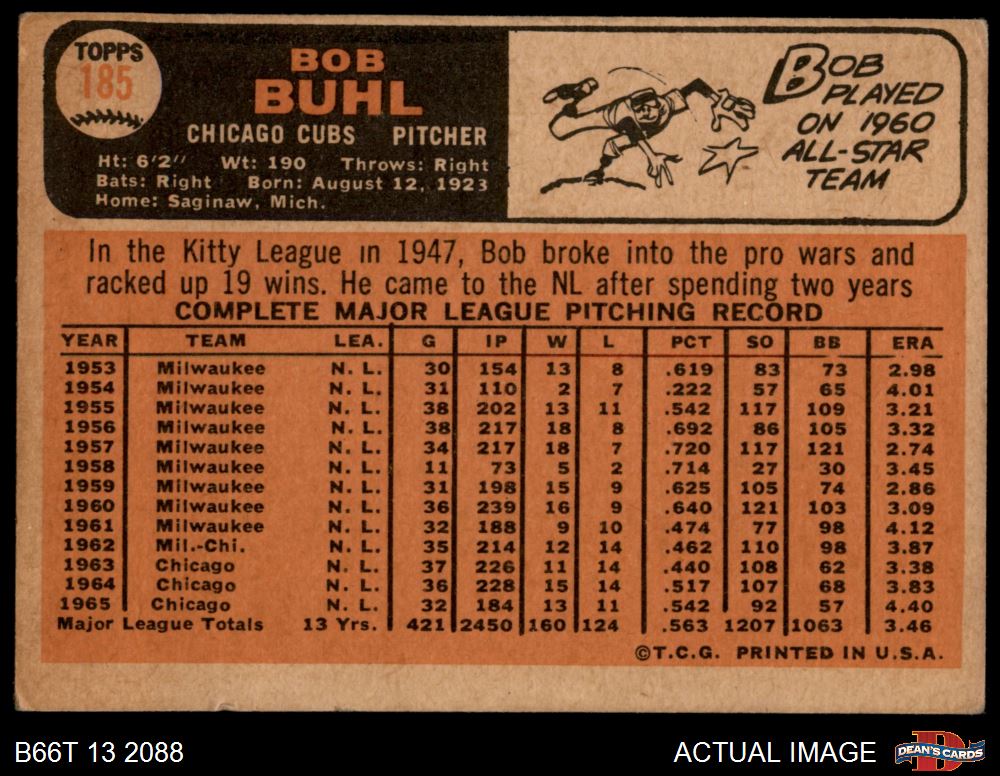 TOPPS
185
BOB
BUHL
CHICAGO CUBS PITCHER
Ht: 6'2" Wt: 190 Throws: Right
Bats: Right Born: August 12, 1923
Home: Saginaw, Mich.
BOB
PLAYED
ON 1960
ALL-STAR
TEAM
In the Kitty League in 1947, Bob broke into the pro wars and
racked up 19 wins. He came to the NL after spending two years
COMPLETE MAJOR LEAGUE PITCHING RECORD
YEAR TEAM LEA. G IP W L PCT SO BB ERA
1953 Milwaukee N. L. 30 154 13 8 .619 83 73 2.98
1954 Milwaukee N. L. 31 110 2 7 .222 57 65 4.01
1955 Milwaukee N. L. 38 202 13 11 .542 117 109 3.21
1956 Milwaukee N. L. 38 217 18 8 .692 86 105 3.32
1957 Milwaukee N. L. 34 217 18 7 .720 117 121 2.74
1958 Milwaukee N. L. 11 73 5 2 .714 27 30 3.45
1959 Milwaukee N. L. 31 198 15 9 .625 105 74 2.86
1960 Milwaukee N. L. 36 239 16 9 .640 121 103 3.09
1961 Milwaukee N. L. 32 188 9 10 .474 77 98 4.12
1962 Mil.-Chi. N. L. 35 214 12 14 .462 110 98 3.87
1963 Chicago N. L. 37 226 11 14 .440 108 62 3.38
1964 Chicago N. L. 36 228 15 14 .517 107 68 3.83
1965 Chicago N. L. 32 184 13 11 .542 92 57 4.40
Major League Totals 13 Yrs. 421 2450 160 124 .563 1207 1063 3.46
©T.C.G. PRINTED IN U.S.A.
B66T 13 2088 ACTUAL IMAGE DEAN'S CARDS